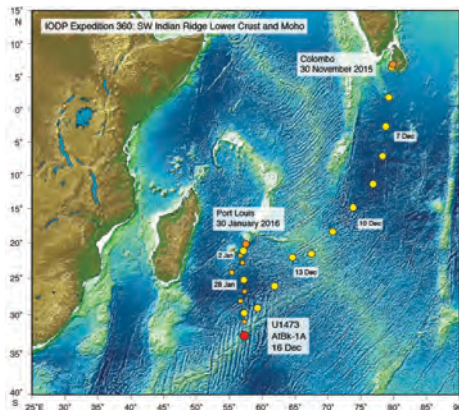 15°
N
IODP Expedition 360: SW Indian Ridge Lower Crust and Moho
10°
Colombo
30 November 2015
5°
0°
7 Dec
5°
10°
15°
Port Louis
30 January 2016
10 Dec
20°
2 Jan
13 Dec
25°
28 Jan
30°
U1473
AtBk-1A
16 Dec
35°
40°
S
25°E 30° 35° 40° 45° 50° 55° 60° 65° 70° 75° 80° 85°